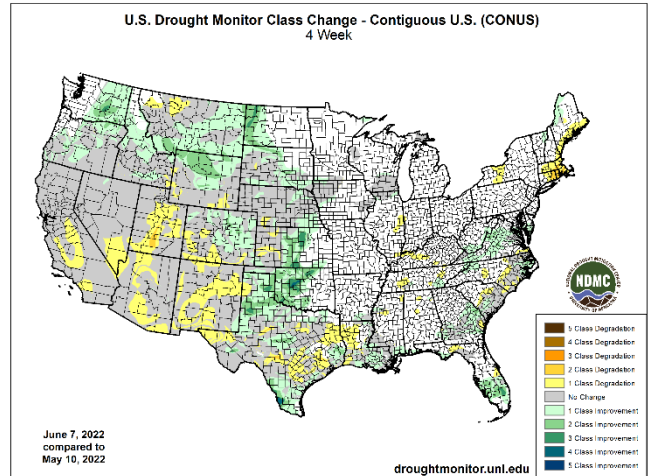 U.S. Drought Monitor Class Change - Contiguous U.S. (CONUS)
4 Week
NDMC
5 Class Degradation
4 Class Degradation
3 Class Degradation
2 Class Degradation
1 Class Degradation
No Change
1 Class Improvement
2 Class Improvement
3 Class Improvement
4 Class Improvement
5 Class Improvement
June 7, 2022
compared to
May 10, 2022
droughtmonitor.unl.edu